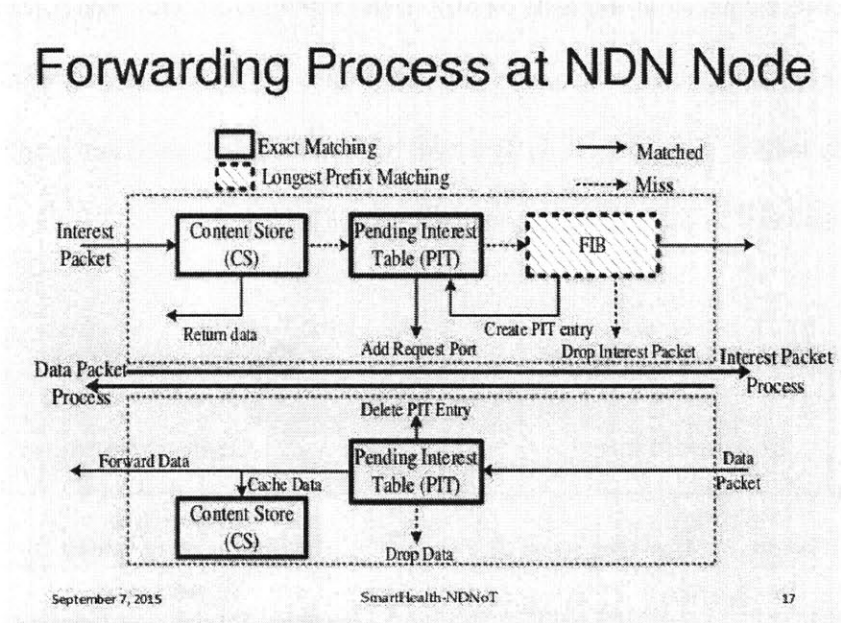 Forwarding Process at NDN Node
Exact Matching
Matched
Longest Prefix Matching
Miss
Interest
Packet
Content Store
(CS)
Pending Interest
Table (PIT)
FIB
Return data
Create PIT entry
Add Request Port
Drop Interest Packet
Data Packet
Process
Interest Packet
Process
Delete PIT Entry
Forward Data
Pending Interest
Table (PIT)
Data
Packet
Cache Data
Content Store
(CS)
Drop Data
September 7, 2015
SmartHealth-NDNoT
17